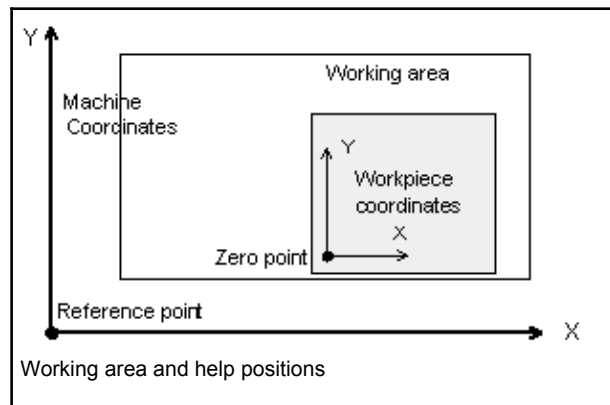 Y
Working area
Machine
Coordinates
Y
Workpiece
coordinates
X
Zero point
Reference point
X
Working area and help positions